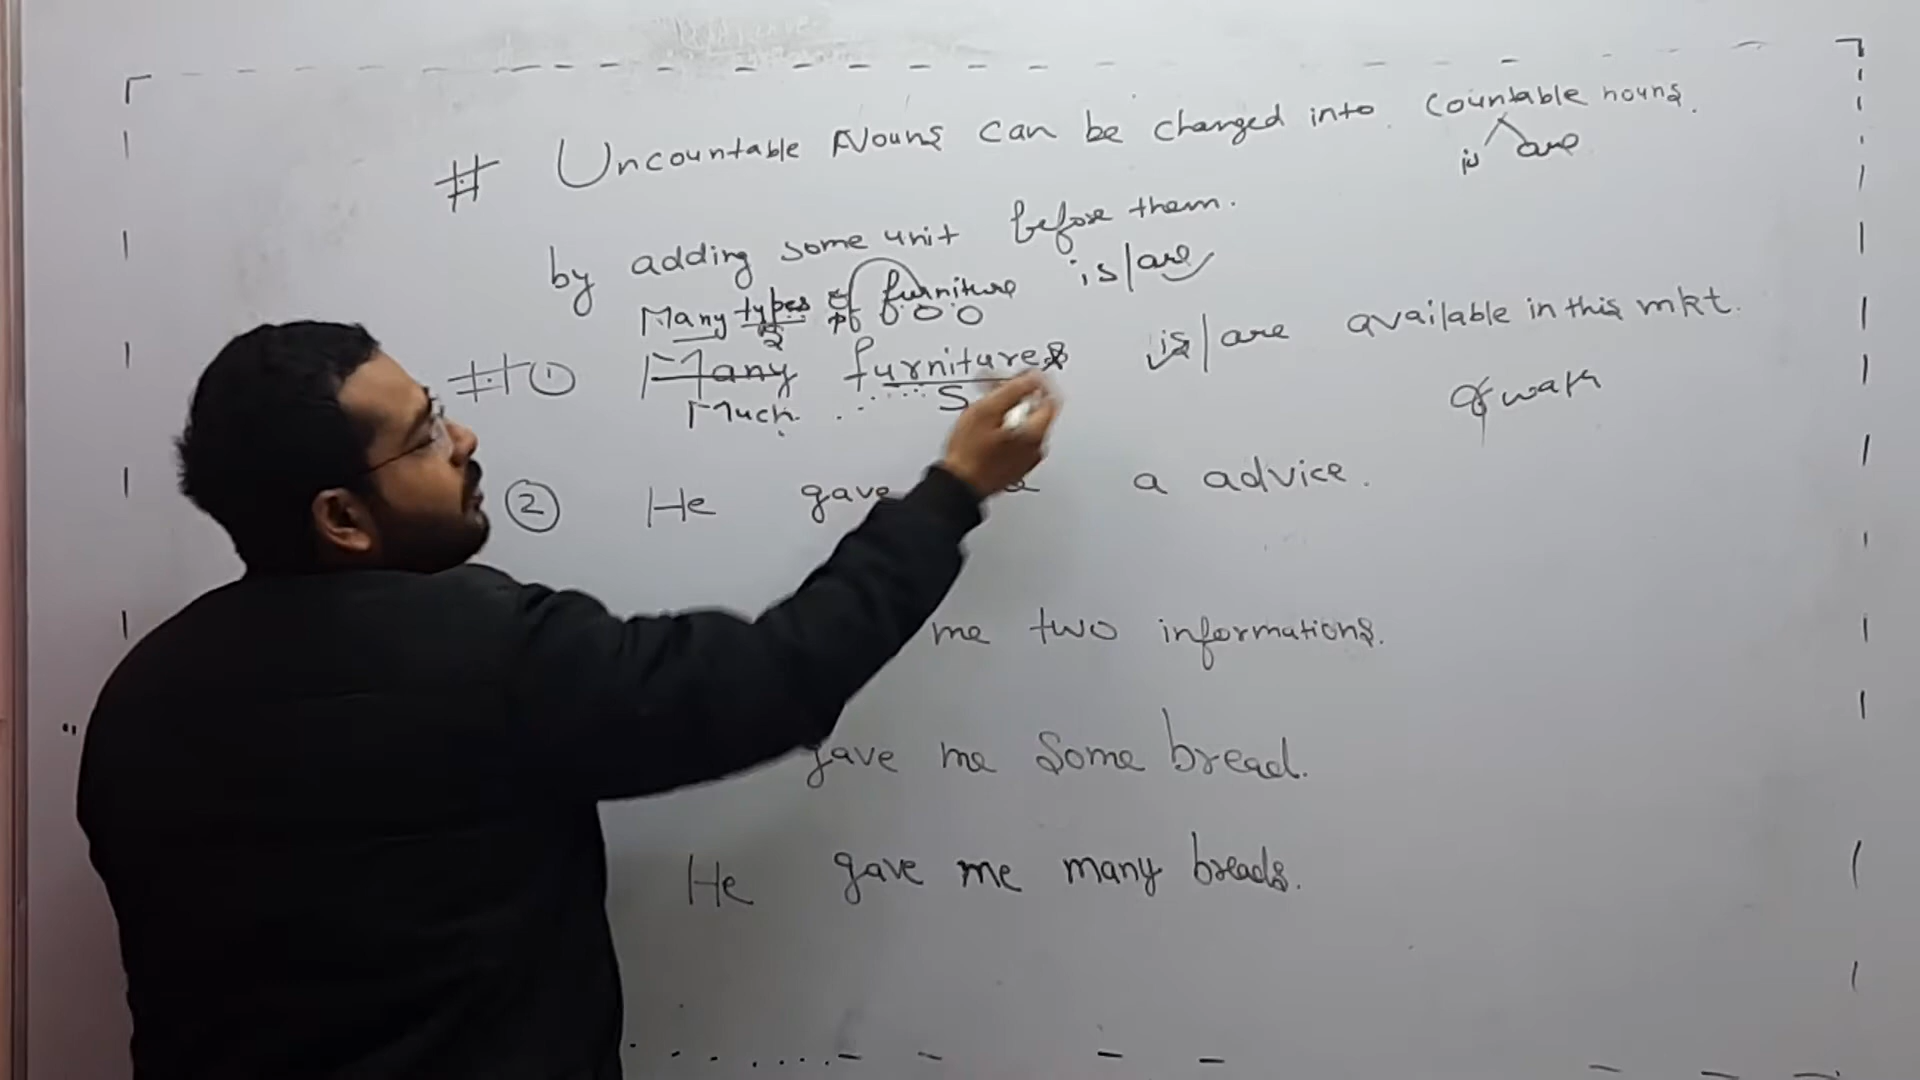 # Uncountable Nouns can be changed into countable nouns.
is are
by adding some unit before them.
Many types of furniture is/are
#① Many furnitures is/are available in this mkt.
Much S
② He gave a advice.
me two informations.
gave me some bread.
He gave me many breads.